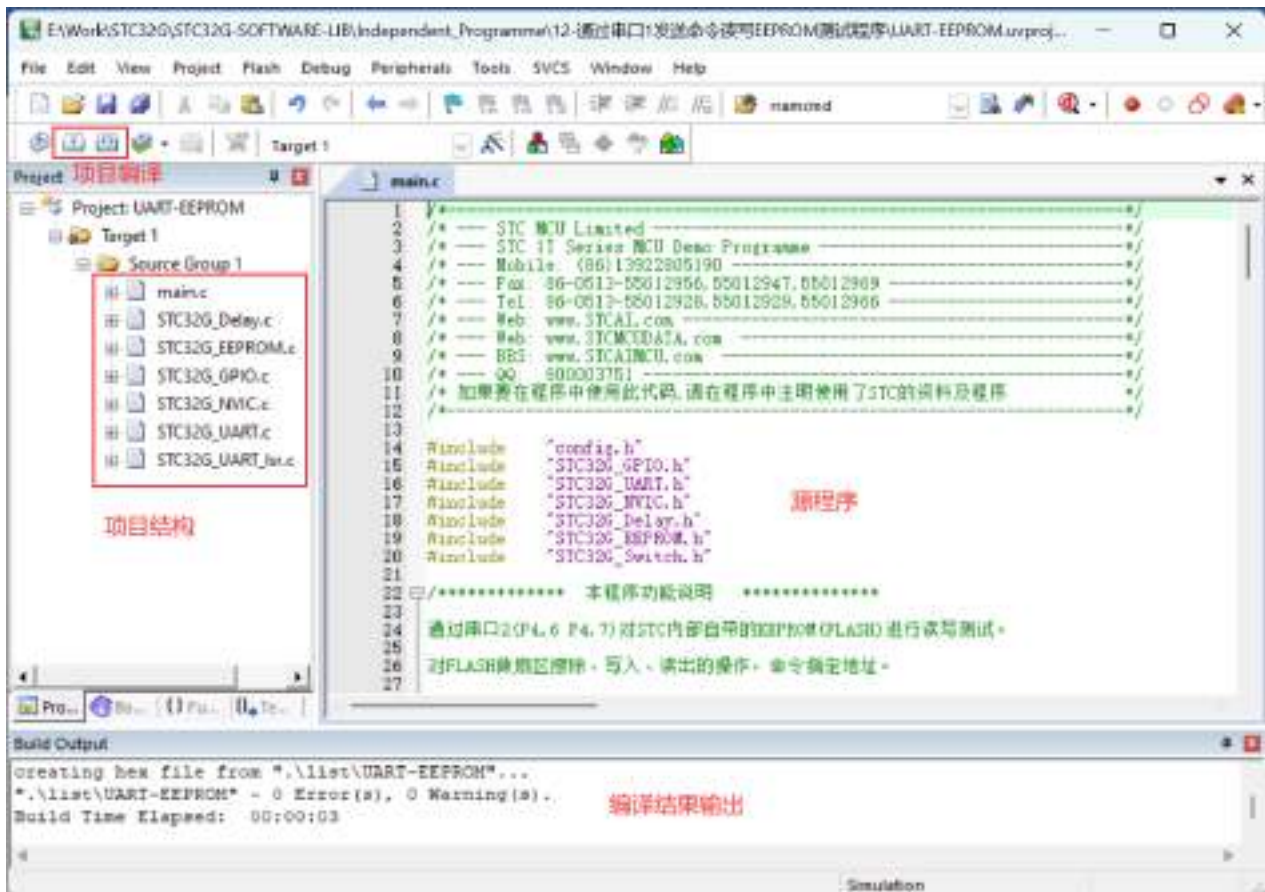 E:\Work\STC32G\STC32G-SOFTWARE-LIB\Independent_Programme\12-通过串口1发送命令读写EEPROM测试程序\UART-EEPROM.uvproj...
File Edit View Project Flash Debug Peripherals Tools SVCS Window Help
Target 1
Project
项目编译
main.c
Project: UART-EEPROM
Target 1
Source Group 1
main.c
STC32G_Delay.c
STC32G_EEPROM.c
STC32G_GPIO.c
STC32G_NVIC.c
STC32G_UART.c
STC32G_UART_Isr.c
项目结构
1 /*---------------------------------------------------------------------*/
2 /* --- STC MCU Limited ------------------------------------------------*/
3 /* --- STC 1T Series MCU Demo Programme -------------------------------*/
4 /* --- Mobile: (86)13922805190 ----------------------------------------*/
5 /* --- Fax: 86-0513-55012956,55012947,55012969 ------------------------*/
6 /* --- Tel: 86-0513-55012928,55012929,55012966 ------------------------*/
7 /* --- Web: www.STCAI.com ---------------------------------------------*/
8 /* --- Web: www.STCMCUDATA.com ---------------------------------------*/
9 /* --- BBS: www.STCAIMCU.com -----------------------------------------*/
10 /* --- QQ: 800003751 -------------------------------------------------*/
11 /* 如果要在程序中使用此代码,请在程序中注明使用了STC的资料及程序 */
12 /*---------------------------------------------------------------------*/
13
14 #include "config.h"
15 #include "STC32G_GPIO.h"
16 #include "STC32G_UART.h"
17 #include "STC32G_NVIC.h"
18 #include "STC32G_Delay.h"
19 #include "STC32G_EEPROM.h"
20 #include "STC32G_Switch.h"
源程序
21
22 /************* 本程序功能说明 **************
23
24 通过串口2(P4.6 P4.7)对STC内部自带的EEPROM(FLASH)进行读写测试。
25
26 对FLASH做扇区擦除、写入、读出的操作,命令指定地址。
27
Pro... Bo... {} Fu... Te...
Build Output
creating hex file from ".\list\UART-EEPROM"...
".\list\UART-EEPROM" - 0 Error(s), 0 Warning(s).
Build Time Elapsed: 00:00:03
编译结果输出
Simulation